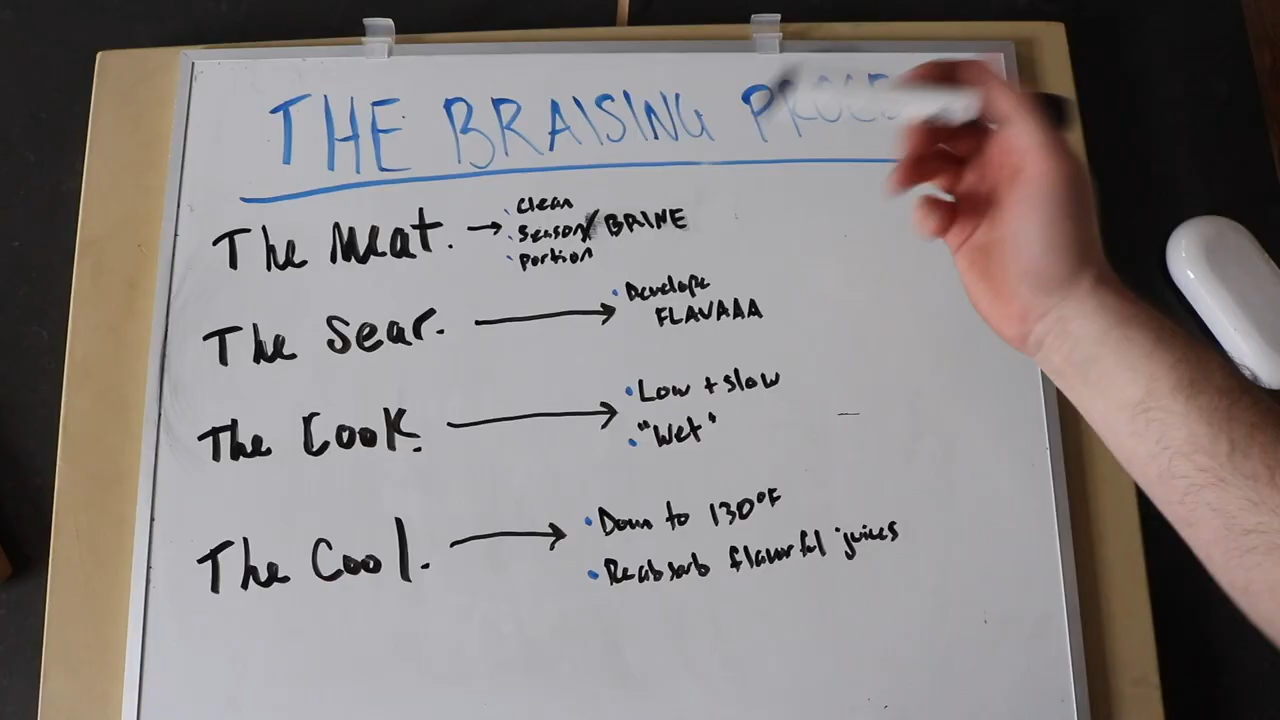 THE BRAISING
The Meat. → • clean
• Season/BRINE
• Portion
The Sear. → • Develope
FLAVAAA
The Cook. → • Low + slow
• "Wet"
The Cool. → • Down to 130°F
• Reabsorb flavorful juices